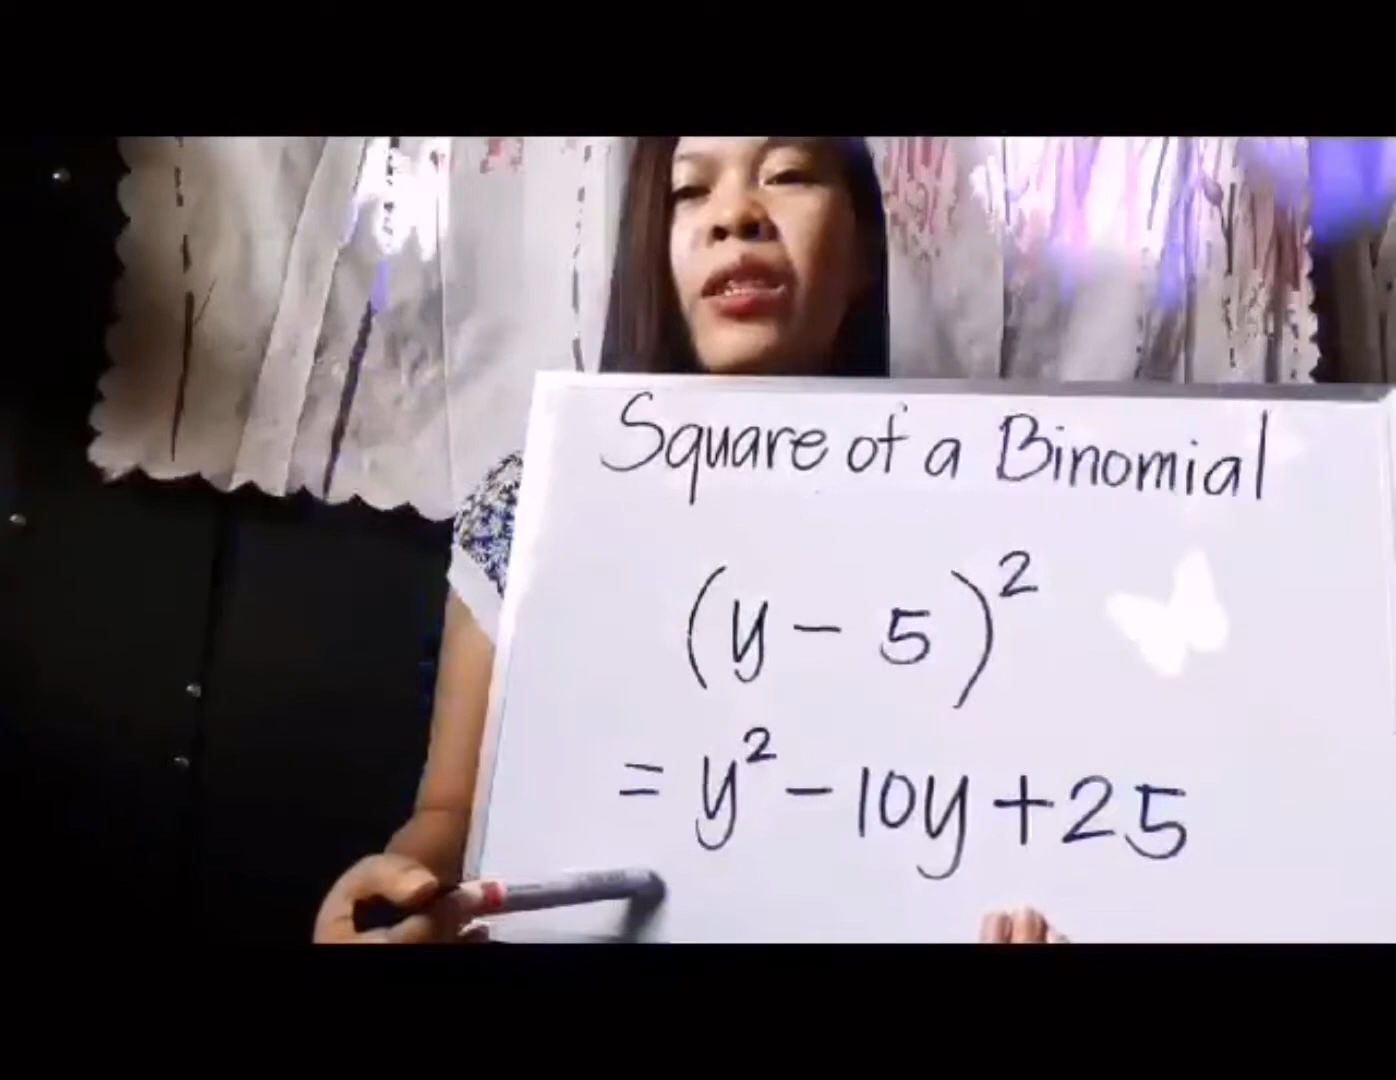 Square of a Binomial
(y - 5)²
= y² - 10y + 25